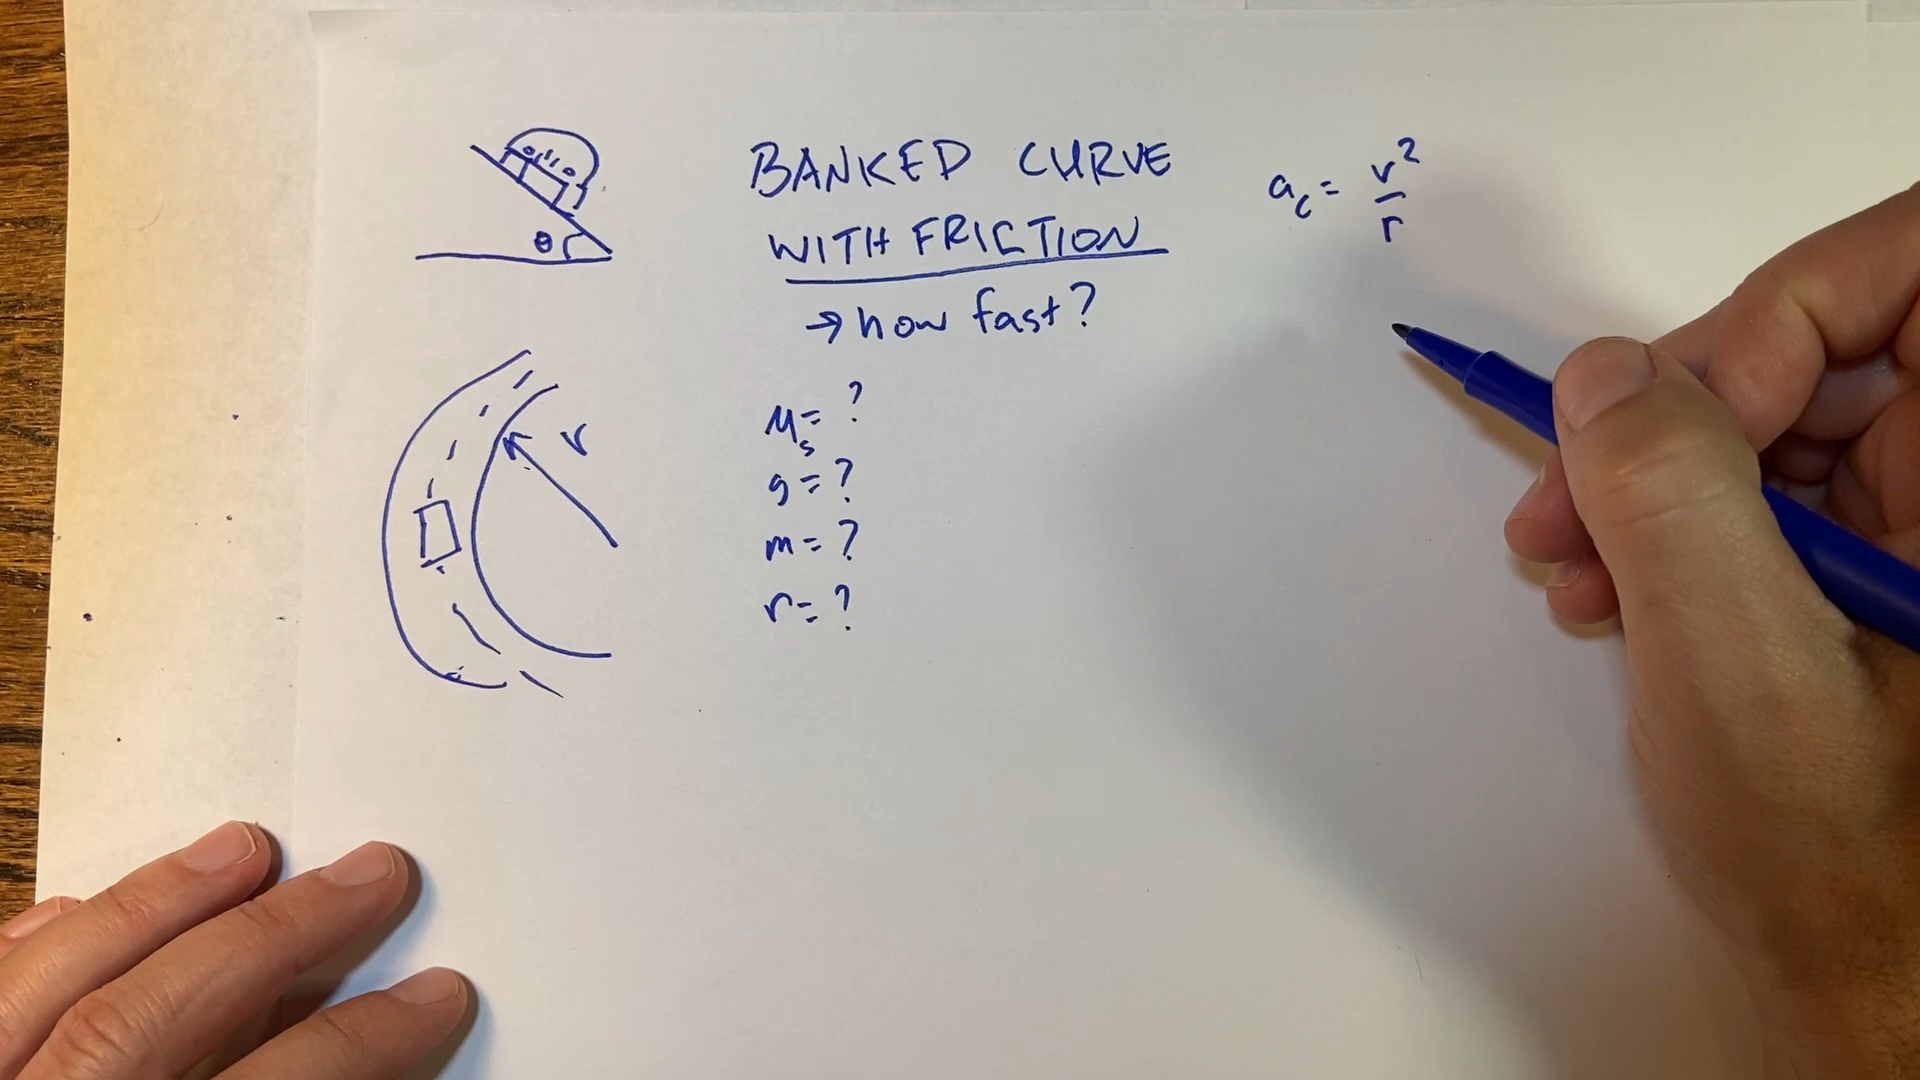 BANKED CURVE
WITH FRICTION
→ how fast?
a_c = v²/r
θ
r
μ_s = ?
g = ?
m = ?
r = ?